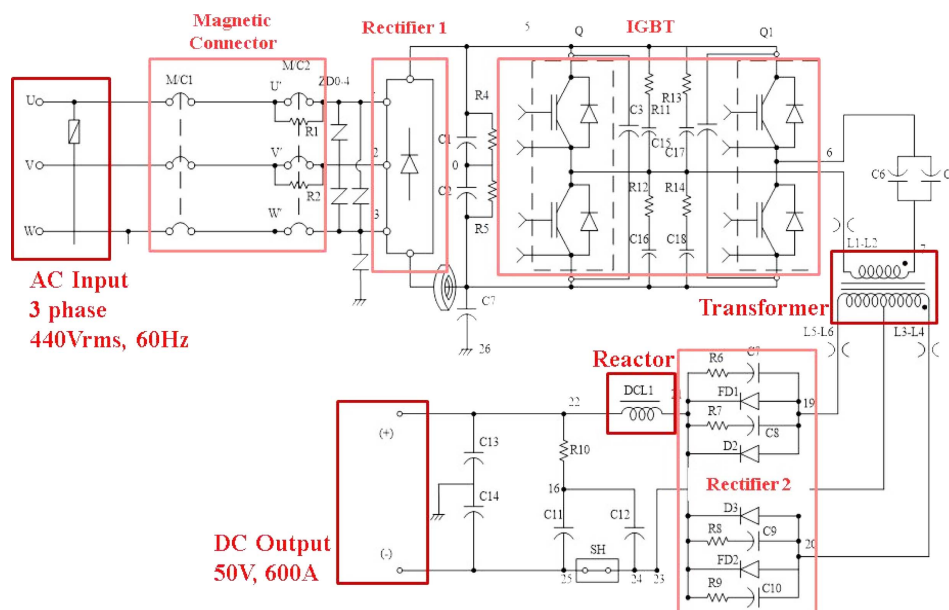 Magnetic
Connector
Rectifier 1
5
Q
IGBT
Q1
M/C1
M/C2
U
U'
ZD0-4
R1
V
V'
2
R2
W
W'
3
R4
C1
0
C2
R5
C3
R11
R13
C15
C17
R12
R14
C16
C18
6
C6
C
L1-L2
7
AC Input
3 phase
440Vrms, 60Hz
C7
26
Transformer
L5-L6
L3-L4
Reactor
DCL1
22
21
R6
C7
FD1
19
R7
C8
D2
Rectifier 2
D3
R8
C9
20
FD2
R9
C10
(+)
C13
R10
C14
16
C11
C12
(-)
25
SH
24
23
DC Output
50V, 600A